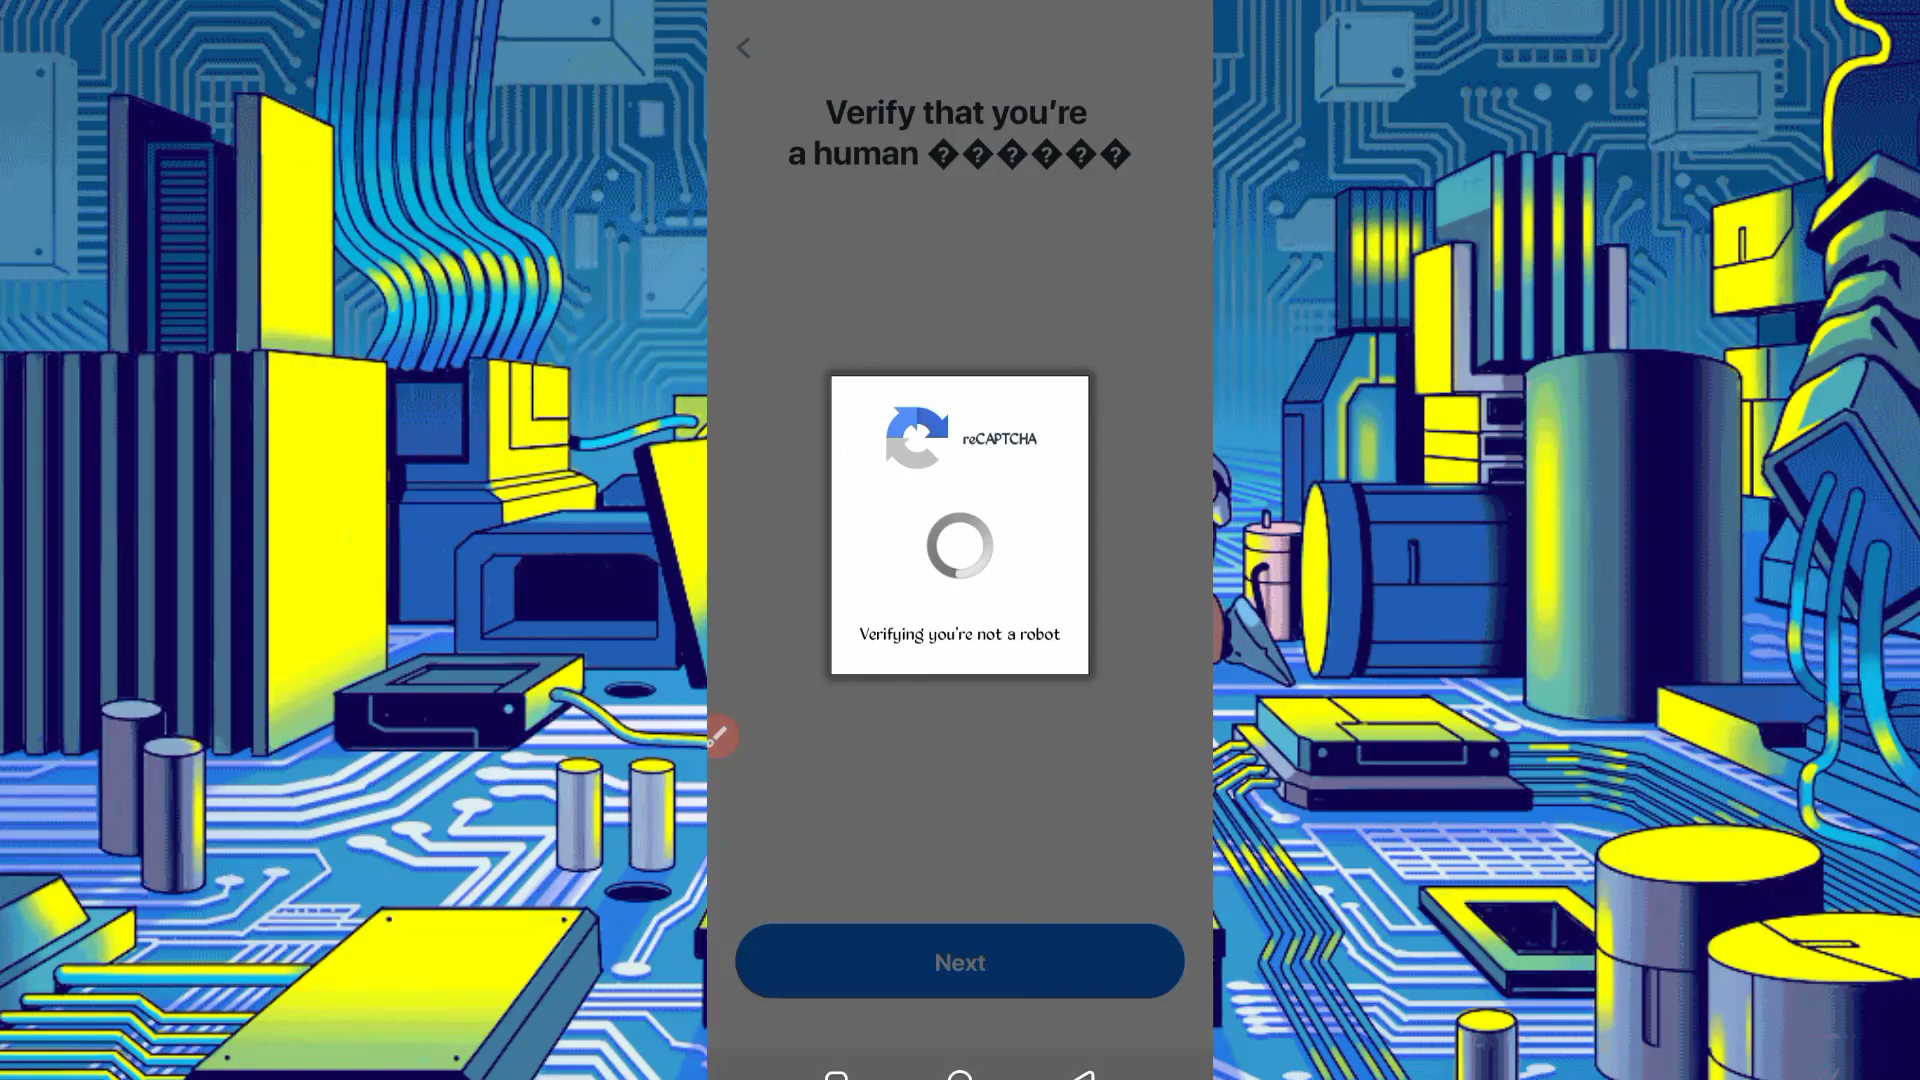 Verify that you're
a human ������
reCAPTCHA
Verifying you're not a robot
Next